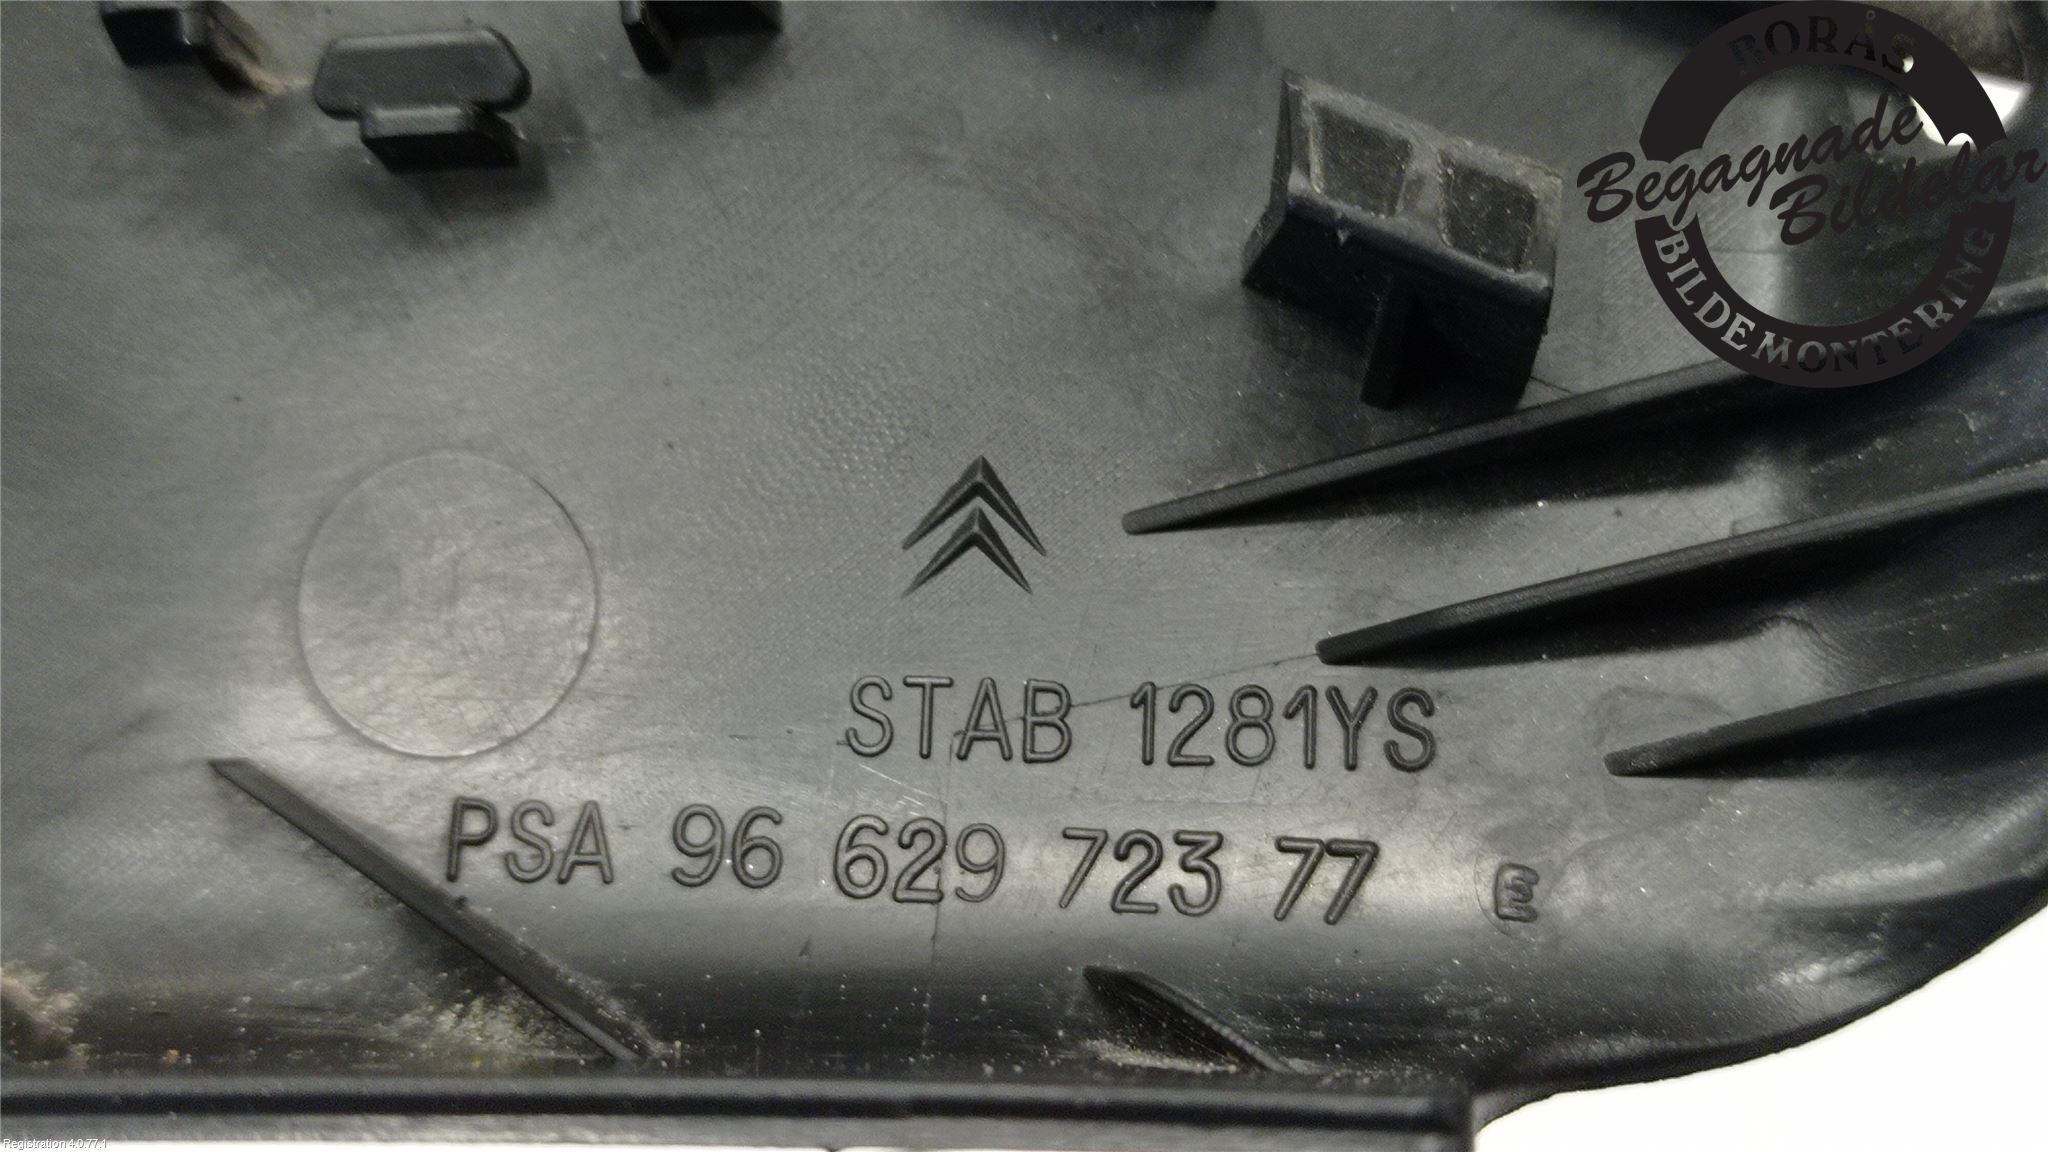 BORÅS
Begagnade
Bildelar
BILDEMONTERING
STAB 1281YS
PSA 96 629 723 77
Registration 4.0.77.1